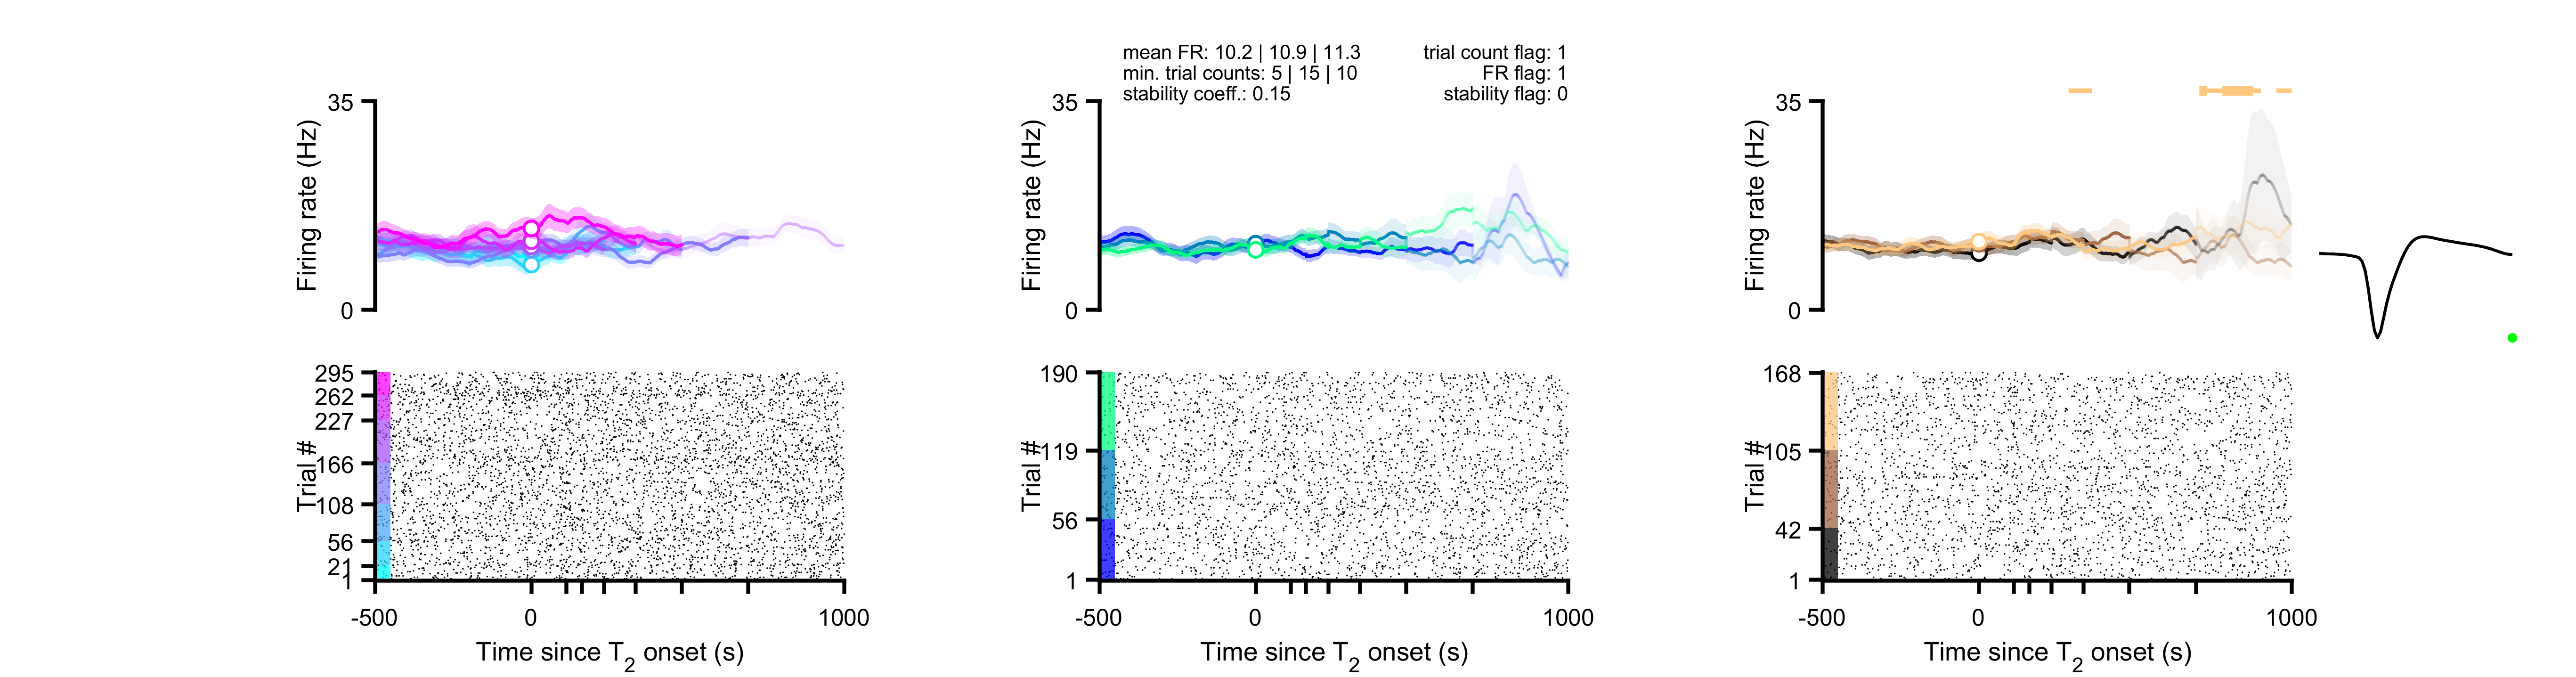 mean FR: 10.2 | 10.9 | 11.3
min. trial counts: 5 | 15 | 10
stability coeff.: 0.15
trial count flag: 1
FR flag: 1
stability flag: 0
35
0
Firing rate (Hz)
35
0
Firing rate (Hz)
35
0
Firing rate (Hz)
295
262
227
166
108
56
21
1
Trial #
-500
0
1000
Time since T2 onset (s)
190
119
56
1
Trial #
-500
0
1000
Time since T2 onset (s)
168
105
42
1
Trial #
-500
0
1000
Time since T2 onset (s)